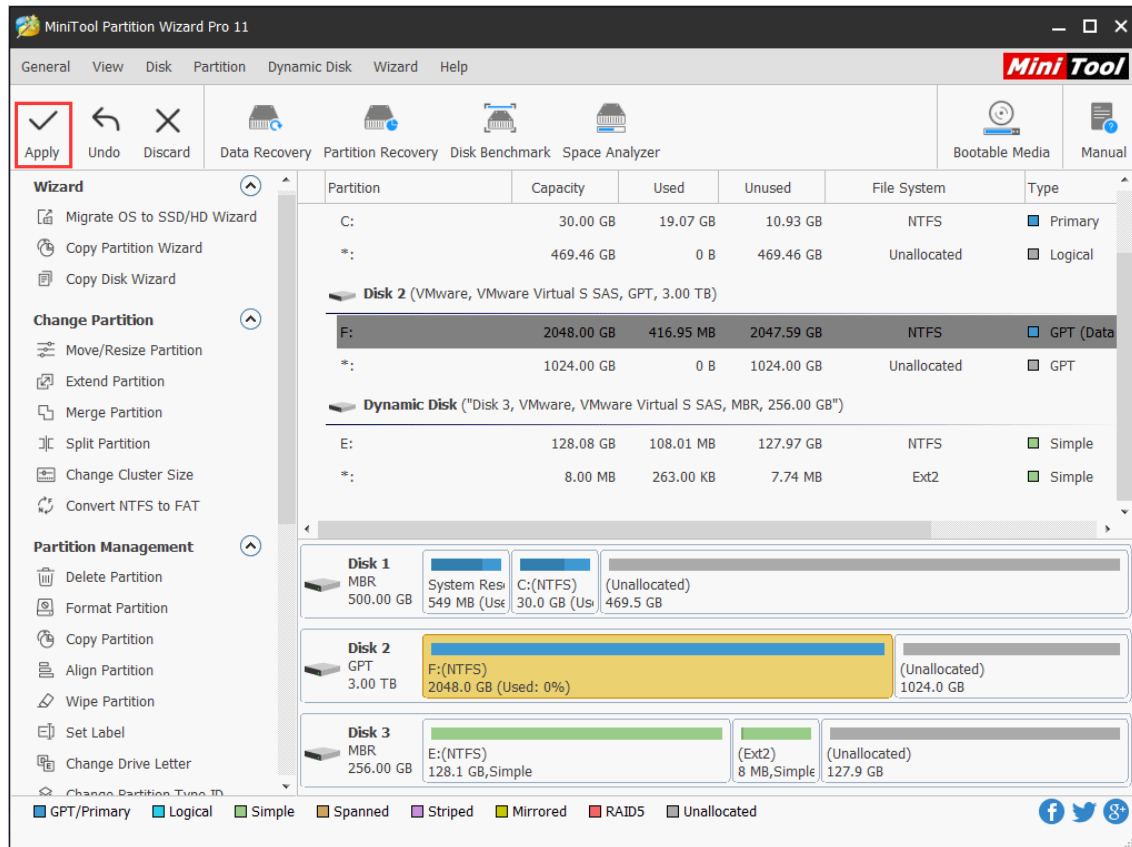 MiniTool Partition Wizard Pro 11
General View Disk Partition Dynamic Disk Wizard Help
Mini Tool
Apply Undo Discard Data Recovery Partition Recovery Disk Benchmark Space Analyzer Bootable Media Manual
Wizard
Migrate OS to SSD/HD Wizard
Copy Partition Wizard
Copy Disk Wizard
Change Partition
Move/Resize Partition
Extend Partition
Merge Partition
Split Partition
Change Cluster Size
Convert NTFS to FAT
Partition Management
Delete Partition
Format Partition
Copy Partition
Align Partition
Wipe Partition
Set Label
Change Drive Letter
Change Partition Type ID
Partition Capacity Used Unused File System Type
C: 30.00 GB 19.07 GB 10.93 GB NTFS Primary
*: 469.46 GB 0 B 469.46 GB Unallocated Logical
Disk 2 (VMware, VMware Virtual S SAS, GPT, 3.00 TB)
F: 2048.00 GB 416.95 MB 2047.59 GB NTFS GPT (Data
*: 1024.00 GB 0 B 1024.00 GB Unallocated GPT
Dynamic Disk ("Disk 3, VMware, VMware Virtual S SAS, MBR, 256.00 GB")
E: 128.08 GB 108.01 MB 127.97 GB NTFS Simple
*: 8.00 MB 263.00 KB 7.74 MB Ext2 Simple
Disk 1
MBR
500.00 GB
System Res
549 MB (Use
C:(NTFS)
30.0 GB (Us
(Unallocated)
469.5 GB
Disk 2
GPT
3.00 TB
F:(NTFS)
2048.0 GB (Used: 0%)
(Unallocated)
1024.0 GB
Disk 3
MBR
256.00 GB
E:(NTFS)
128.1 GB,Simple
(Ext2)
8 MB,Simple
(Unallocated)
127.9 GB
GPT/Primary Logical Simple Spanned Striped Mirrored RAID5 Unallocated